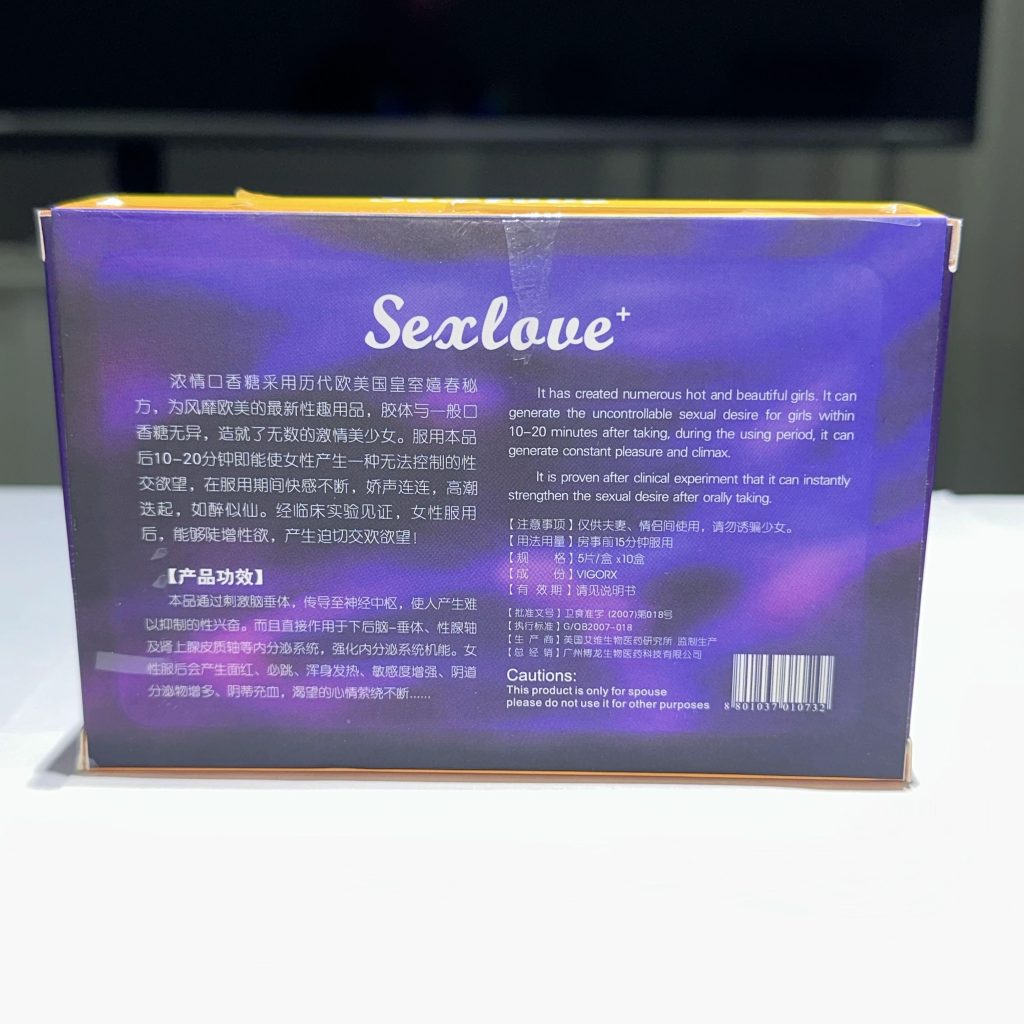 Sexlove+
浓情口香糖采用历代欧美国皇室嬉春秘
方，为风靡欧美的最新性趣用品，胶体与一般口
香糖无异，造就了无数的激情美少女。服用本品
后10-20分钟即能使女性产生一种无法控制的性
交欲望，在服用期间快感不断，娇声连连，高潮
迭起，如醉似仙。经临床实验见证，女性服用
后，能够陡增性欲，产生迫切交欢欲望！
【产品功效】
本品通过刺激脑垂体，传导至神经中枢，使人产生难
以抑制的性兴奋。而且直接作用于下后脑-垂体、性腺轴
及肾上腺皮质轴等内分泌系统，强化内分泌系统机能。女
性服后会产生面红、必跳、浑身发热、敏感度增强、阴道
分泌物增多、阴蒂充血，渴望的心情萦绕不断......
It has created numerous hot and beautiful girls. It can
generate the uncontrollable sexual desire for girls within
10-20 minutes after taking, during the using period, it can
generate constant pleasure and climax.
It is proven after clinical experiment that it can instantly
strengthen the sexual desire after orally taking.
【注意事项】仅供夫妻、情侣间使用，请勿诱骗少女。
【用法用量】房事前15分钟服用
【规 格】5片/盒 x10盒
【成 份】VIGORX
【有 效 期】请见说明书
【批准文号】卫食准字 (2007)第018号
【执行标准】G/QB2007-018
【生 产 商】美国艾维生物医药研究所 监制生产
【总 经 销】广州博龙生物医药科技有限公司
Cautions:
This product is only for spouse
please do not use it for other purposes
8 801037 010732